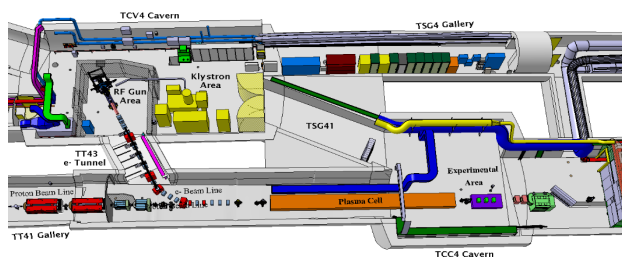 TCV4 Cavern
TSG4 Gallery
RF Gun
Area
Klystron
Area
TT43
e- Tunnel
TSG41
Proton Beam Line
e- Beam Line
Line
Plasma Cell
Experimental
Area
TT41 Gallery
TCC4 Cavern